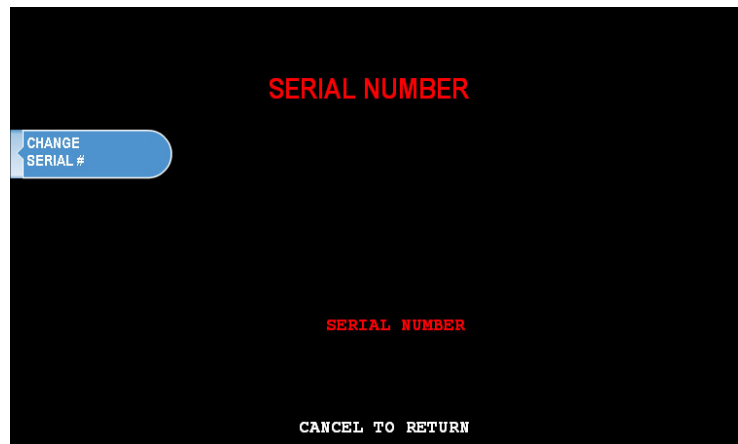 SERIAL NUMBER
CHANGE
SERIAL #
SERIAL NUMBER
CANCEL TO RETURN